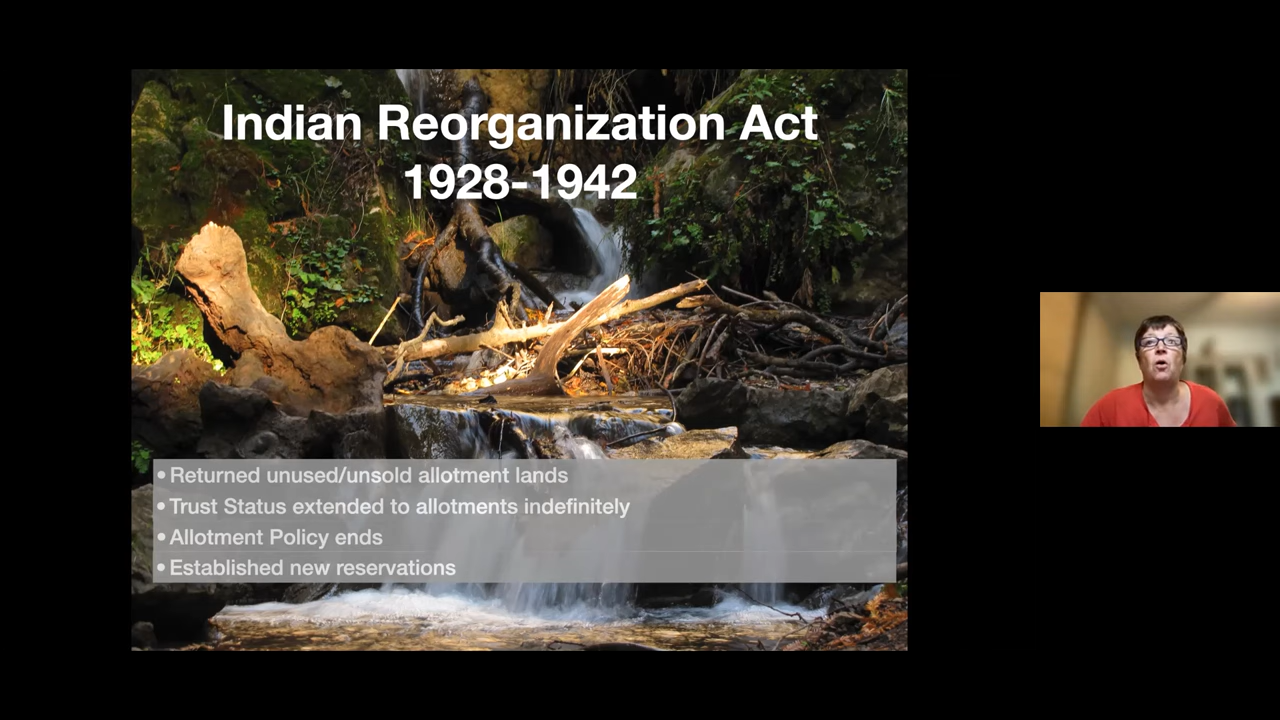 Indian Reorganization Act
1928-1942
• Returned unused/unsold allotment lands
• Trust Status extended to allotments indefinitely
• Allotment Policy ends
• Established new reservations